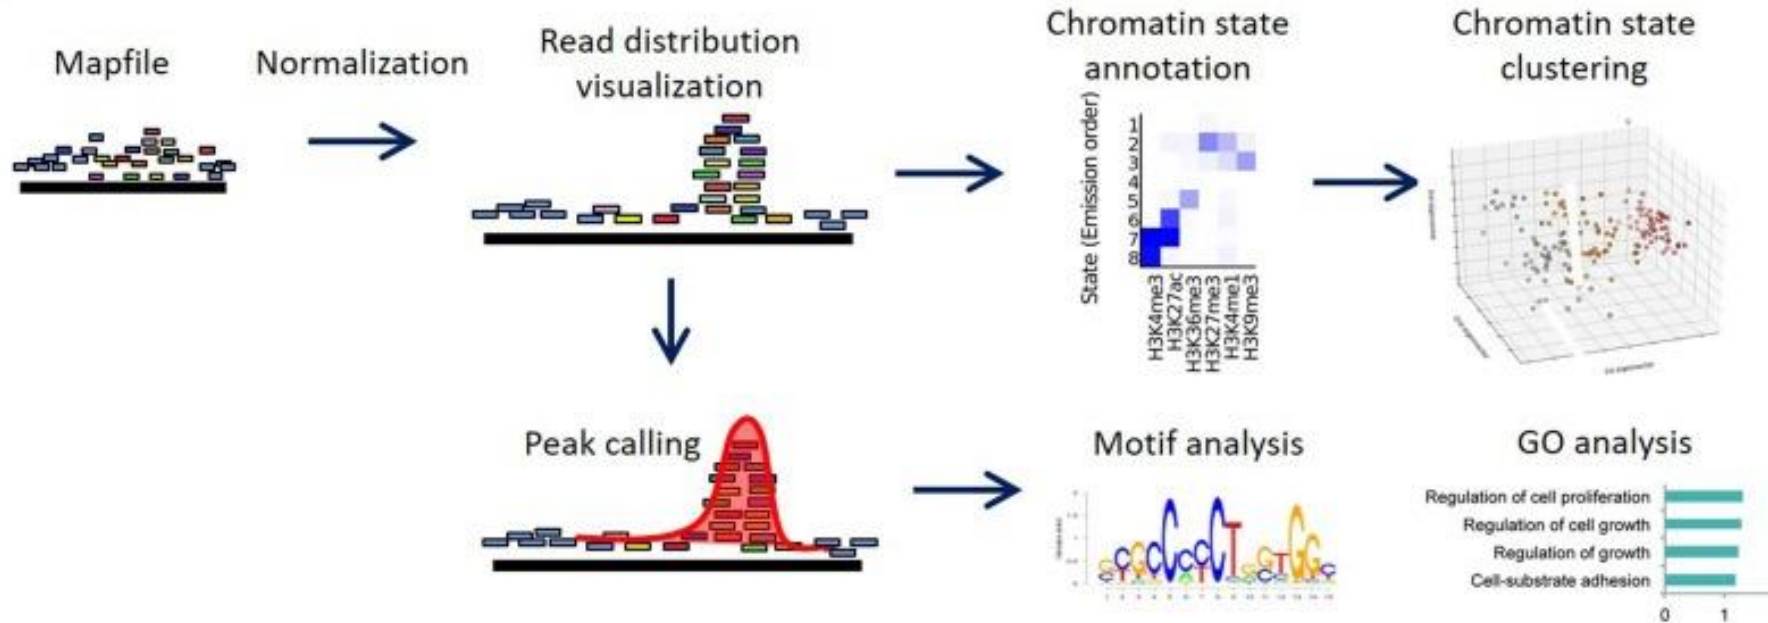 Mapfile
Normalization
Read distribution
visualization
Chromatin state
annotation
Chromatin state
clustering
State (Emission order)
1
2
3
4
5
6
7
8
H3K4me3
H3K27ac
H3K36me3
H3K27me3
H3K4me1
H3K9me3
Peak calling
Motif analysis
GO analysis
Regulation of cell proliferation
Regulation of cell growth
Regulation of growth
Cell-substrate adhesion
0 1